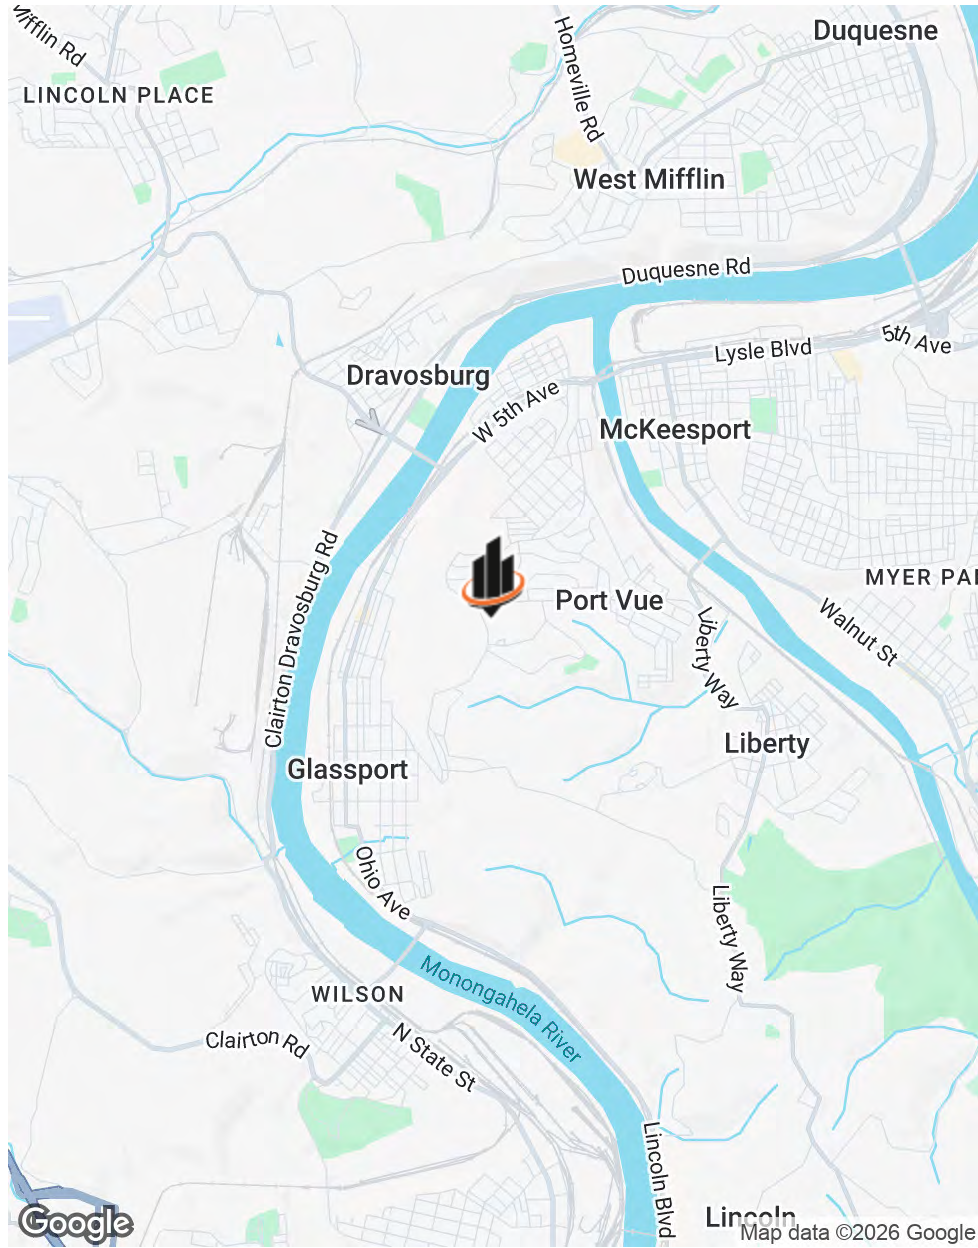 Mifflin Rd
Duquesne
Homeville Rd
LINCOLN PLACE
West Mifflin
Duquesne Rd
5th Ave
Lysle Blvd
Dravosburg
W 5th Ave
McKeesport
Clairton Dravosburg Rd
MYER PA
Port Vue
Walnut St
Liberty Way
Liberty
Glassport
Ohio Ave
Liberty Way
Monongahela River
WILSON
Clairton Rd
N State St
Lincoln Blvd
Lincoln
Google
Map data ©2026 Google